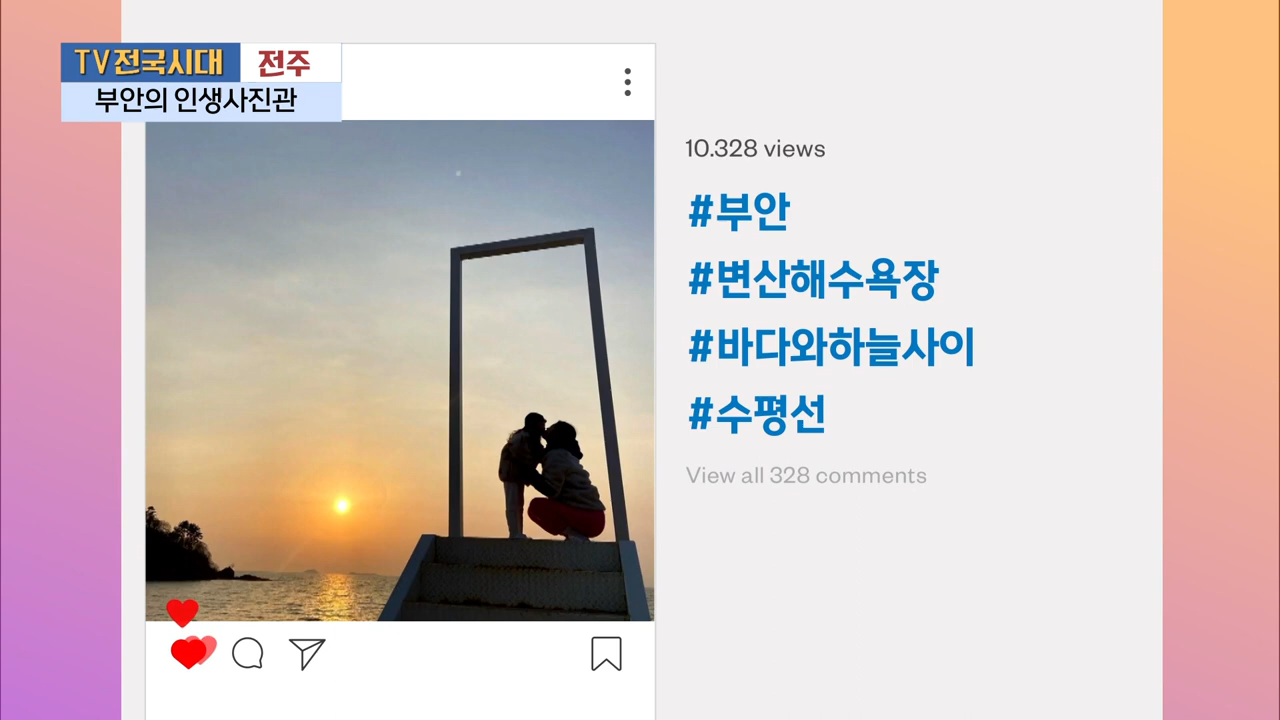 TV전국시대 전주
부안의 인생사진관
10.328 views
#부안
#변산해수욕장
#바다와하늘사이
#수평선
View all 328 comments